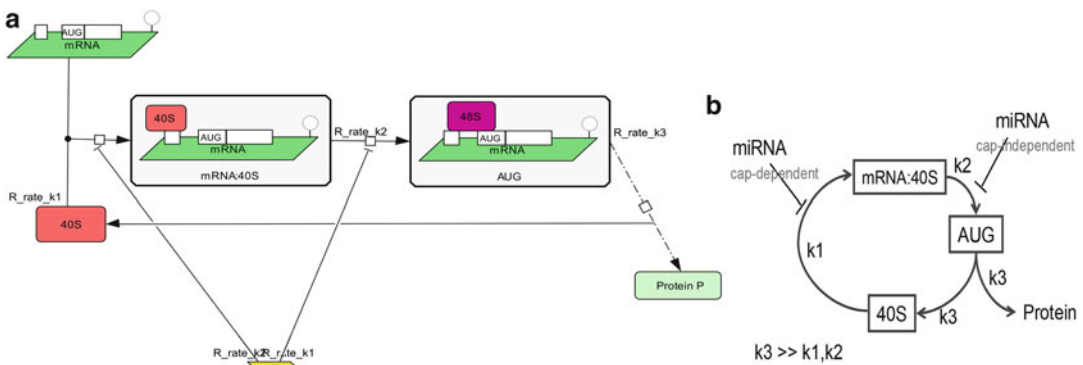 a
AUG
mRNA
40S
AUG
mRNA
mRNA:40S
R_rate_k2
48S
AUG
mRNA
AUG
R_rate_k3
R_rate_k1
40S
Protein P
R_rate_k2
R_rate_k1
b
miRNA
cap-dependent
miRNA
cap-independent
mRNA:40S
k2
AUG
k1
k3
40S
k3
Protein
k3 >> k1,k2